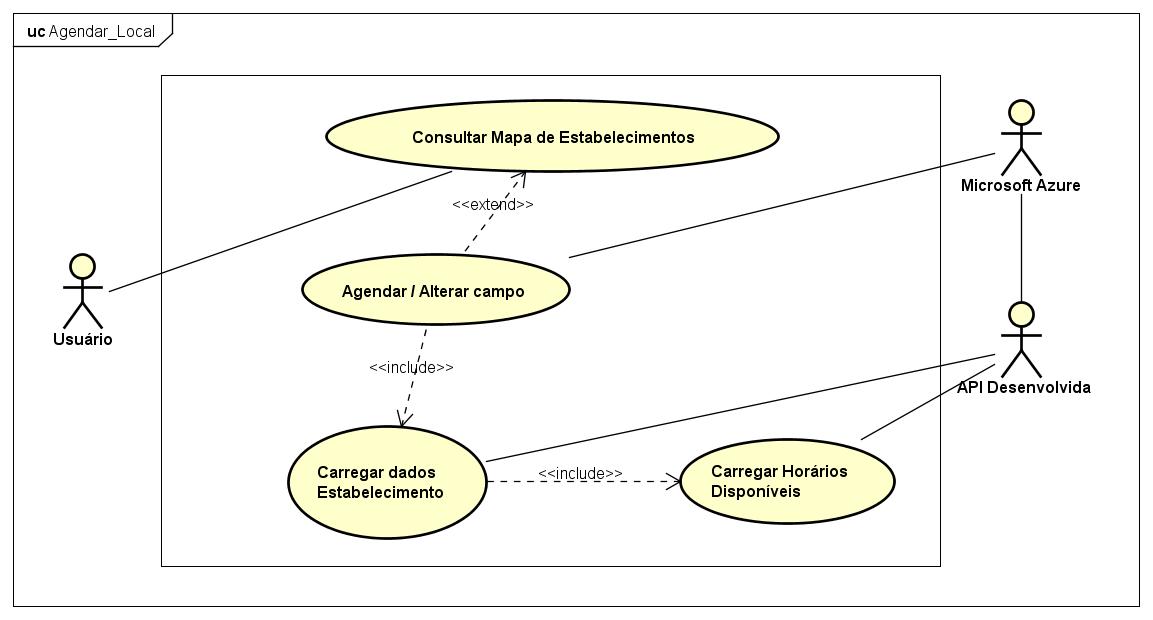 uc Agendar_Local
Consultar Mapa de Estabelecimentos
Microsoft Azure
<<extend>>
Agendar / Alterar campo
Usuário
<<include>>
API Desenvolvida
Carregar dados
Estabelecimento
<<include>>
Carregar Horários
Disponíveis